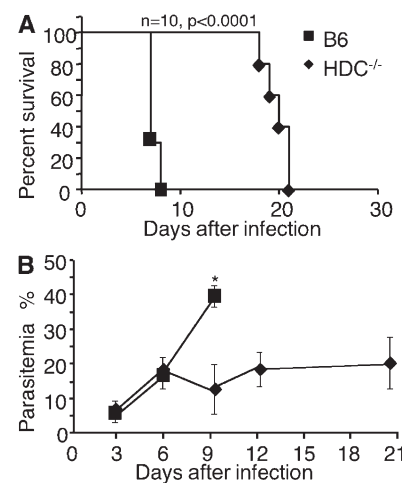 A
n=10, p<0.0001
B6
HDC-/-
Percent survival
100
80
60
40
20
0
0 10 20 30
Days after infection
B
*
Parasitemia %
50
40
30
20
10
0
0 3 6 9 12 15 18 21
Days after infection